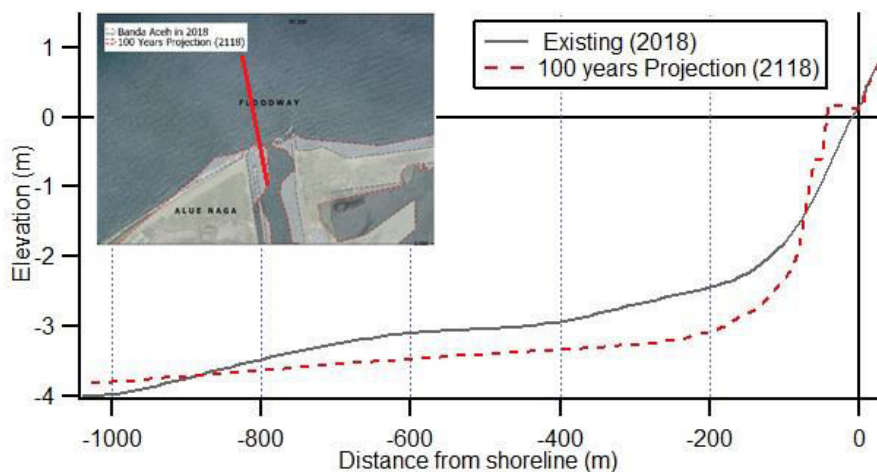 Banda Aceh in 2018
100 Years Projection (2118)
FLOODWAY
ALUE NAGA
Existing (2018)
100 years Projection (2118)
Elevation (m)
1
0
-1
-2
-3
-4
-1000
-800
-600
-400
-200
0
Distance from shoreline (m)